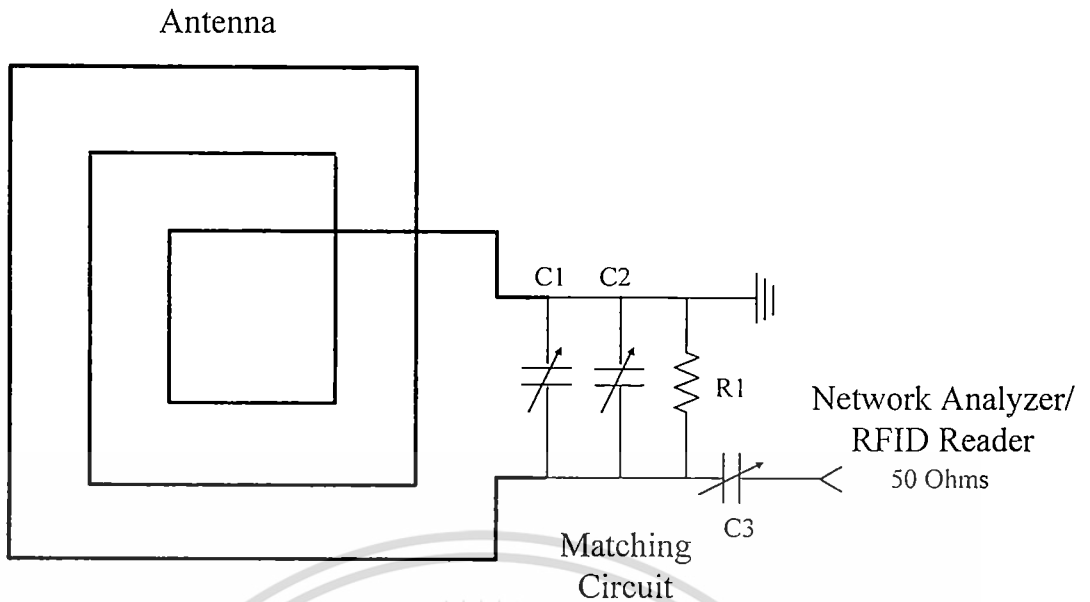 Antenna
C1
C2
R1
Network Analyzer/
RFID Reader
50 Ohms
C3
Matching
Circuit